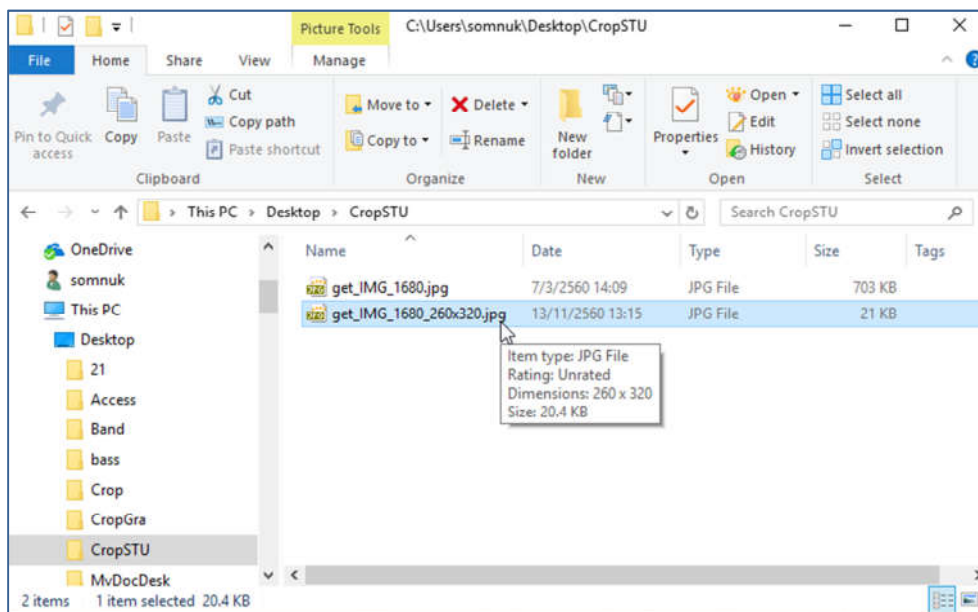 Picture Tools C:\Users\somnuk\Desktop\CropSTU
File Home Share View Manage
Pin to Quick access Copy Paste Cut Copy path Paste shortcut
Move to Copy to Delete Rename
New folder
Properties Open Edit History
Select all Select none Invert selection
Clipboard Organize New Open Select
This PC > Desktop > CropSTU Search CropSTU
Name Date Type Size Tags
get_IMG_1680.jpg 7/3/2560 14:09 JPG File 703 KB
get_IMG_1680_260x320.jpg 13/11/2560 13:15 JPG File 21 KB
Item type: JPG File
Rating: Unrated
Dimensions: 260 x 320
Size: 20.4 KB
OneDrive
somnuk
This PC
Desktop
21
Access
Band
bass
Crop
CropGra
CropSTU
MyDocDesk
2 items 1 item selected 20.4 KB